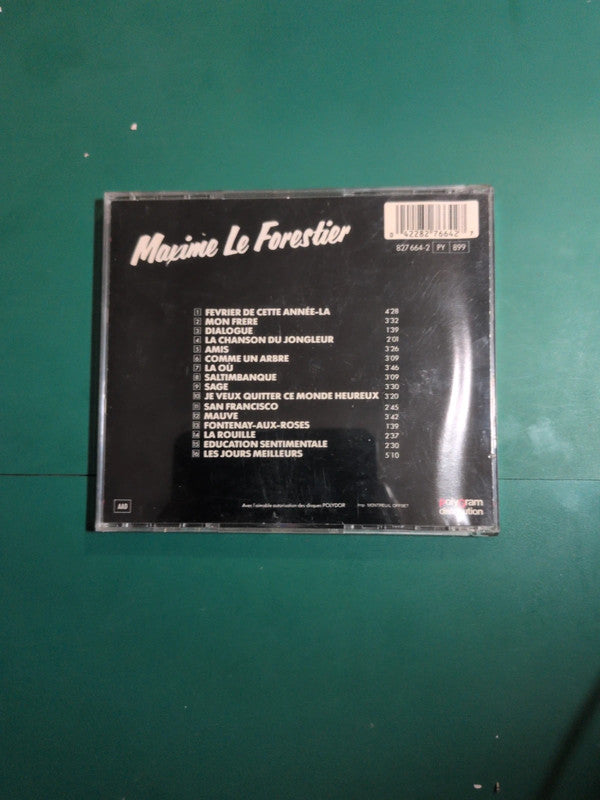 Maxime Le Forestier
0 42282 76642 7
827 664-2 PY 899
1 FEVRIER DE CETTE ANNÉE-LA 4'28
2 MON FRERE 3'32
3 DIALOGUE 1'39
4 LA CHANSON DU JONGLEUR 2'01
5 AMIS 3'26
6 COMME UN ARBRE 3'09
7 LA OÙ 3'46
8 SALTIMBANQUE 3'09
9 SAGE 3'30
10 JE VEUX QUITTER CE MONDE HEUREUX 3'20
11 SAN FRANCISCO 2'45
12 MAUVE 3'42
13 FONTENAY-AUX-ROSES 1'39
14 LA ROUILLE 2'37
15 EDUCATION SENTIMENTALE 2'30
16 LES JOURS MEILLEURS 5'10
AAD
Avec l'aimable autorisation des disques POLYDOR
Imp. MONTREUIL OFFSET
polygram
distribution